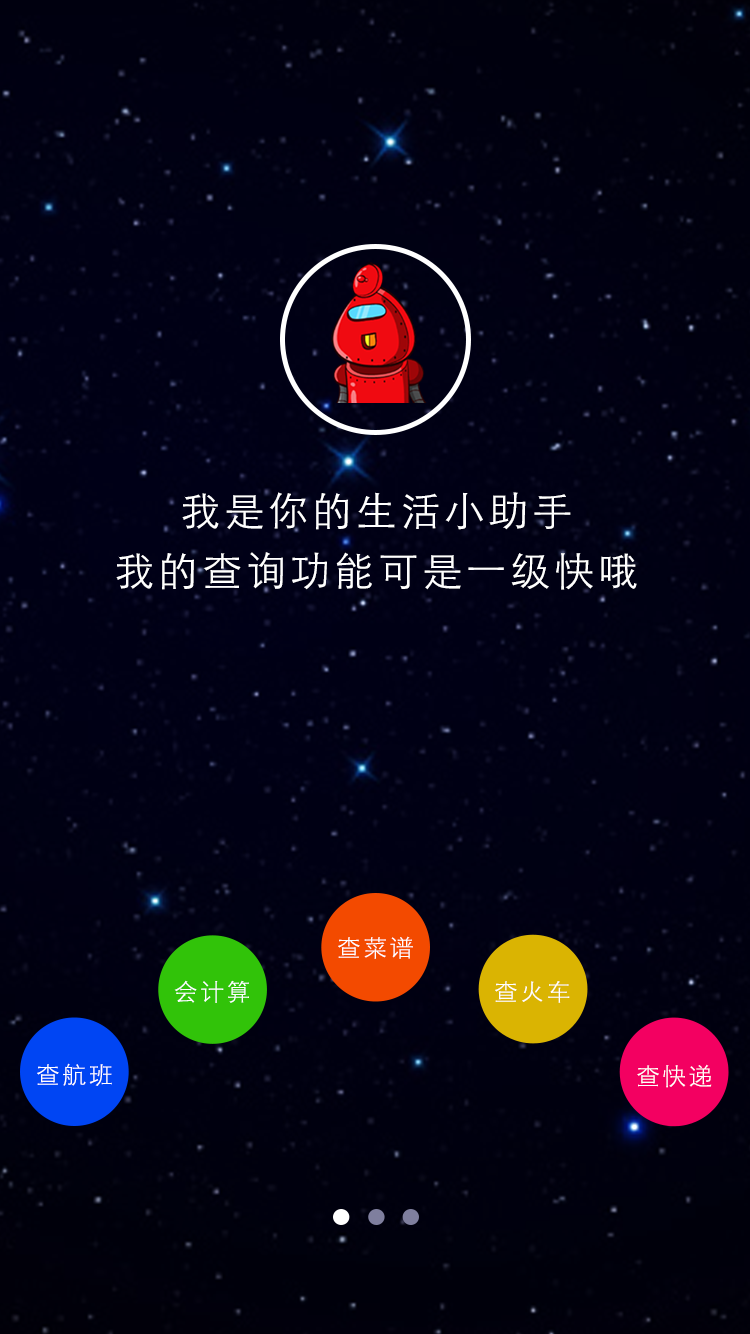 我是你的生活小助手
我的查询功能可是一级快哦
查菜谱
会计算
查火车
查航班
查快递